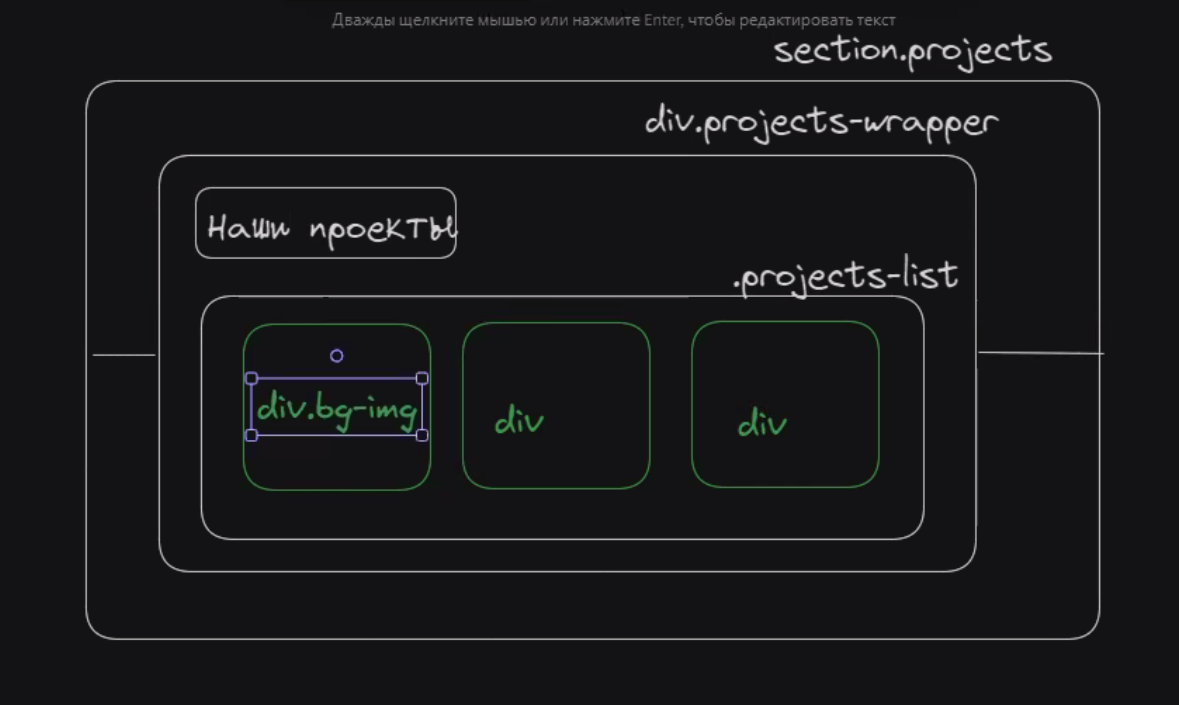 Дважды щелкните мышью или нажмите Enter, чтобы редактировать текст
section.projects
div.projects-wrapper
Наши проекты
.projects-list
div.bg-img
div
div